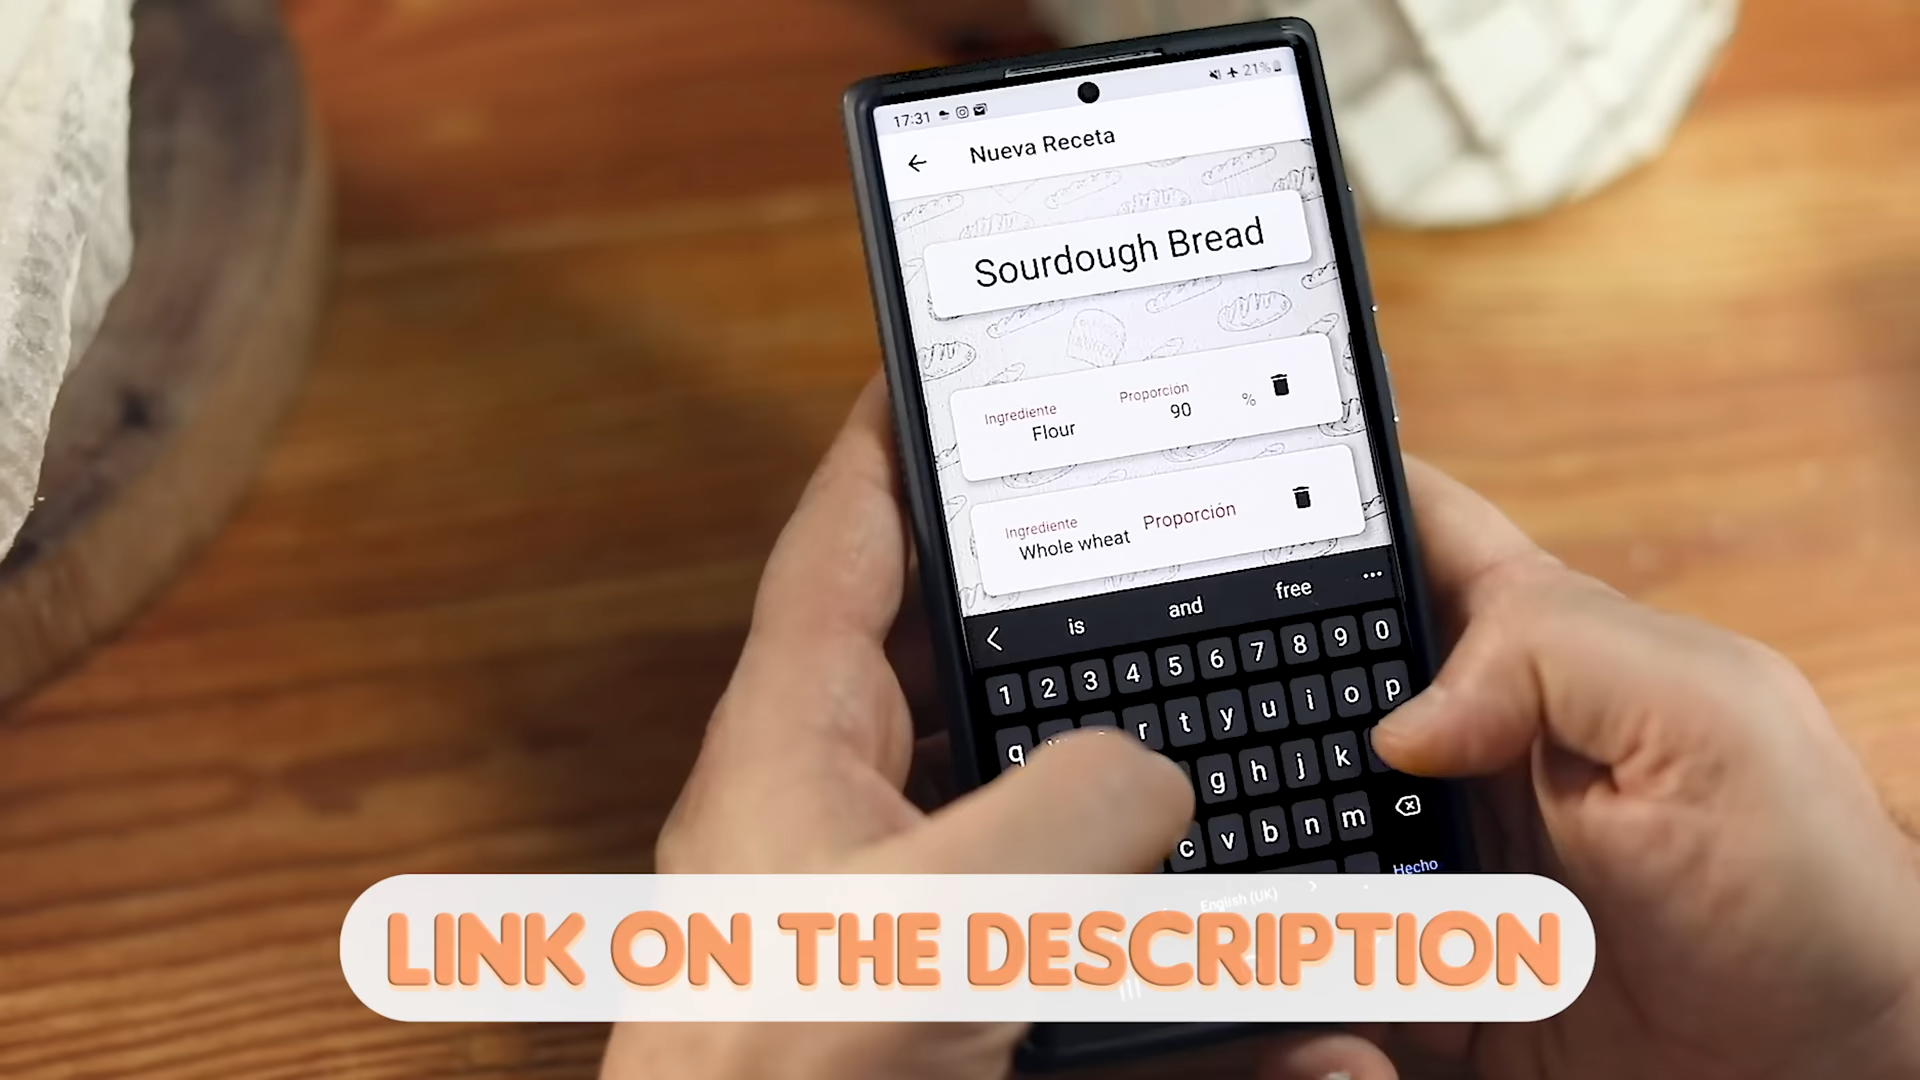 17:31
21%
Nueva Receta
Sourdough Bread
Ingrediente
Flour
Proporción
90
%
Ingrediente
Whole wheat
Proporción
is and free
1 2 3 4 5 6 7 8 9 0
q r t y u i o p
g h j k
c v b n m
Hecho
English (UK)
LINK ON THE DESCRIPTION